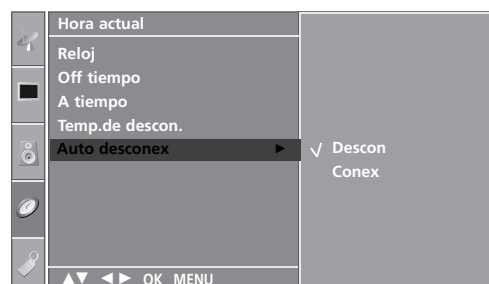 Hora actual
Reloj
Off tiempo
A tiempo
Temp.de descon.
Auto desconex ►
√ Descon
Conex
▲▼ ◄► OK MENU